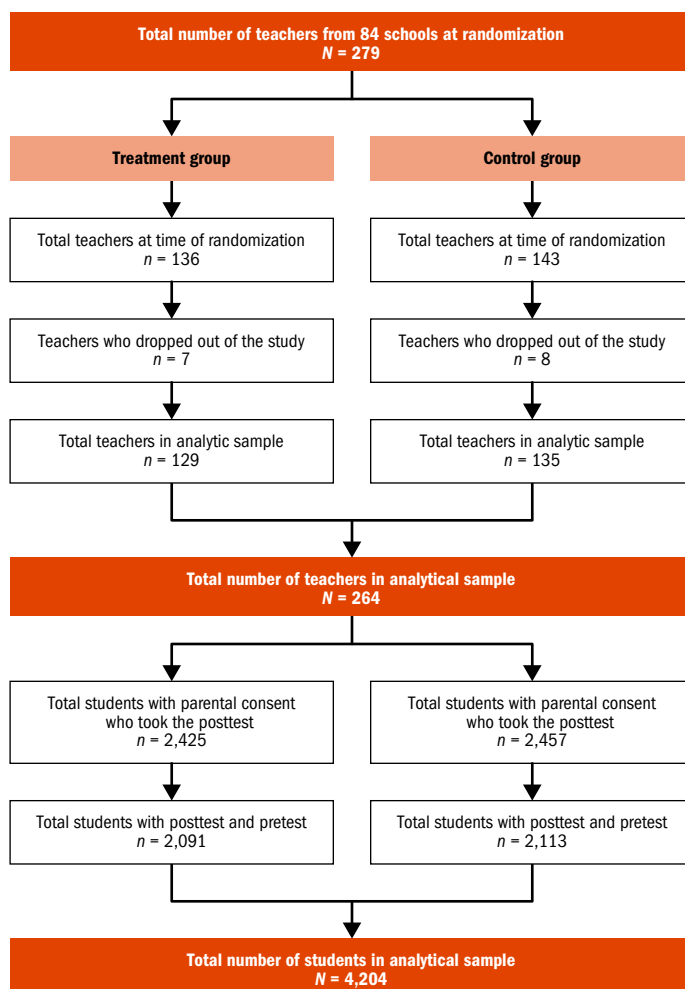 Total number of teachers from 84 schools at randomization
N = 279
Treatment group
Control group
Total teachers at time of randomization
n = 136
Total teachers at time of randomization
n = 143
Teachers who dropped out of the study
n = 7
Teachers who dropped out of the study
n = 8
Total teachers in analytic sample
n = 129
Total teachers in analytic sample
n = 135
Total number of teachers in analytical sample
N = 264
Total students with parental consent
who took the posttest
n = 2,425
Total students with parental consent
who took the posttest
n = 2,457
Total students with posttest and pretest
n = 2,091
Total students with posttest and pretest
n = 2,113
Total number of students in analytical sample
N = 4,204